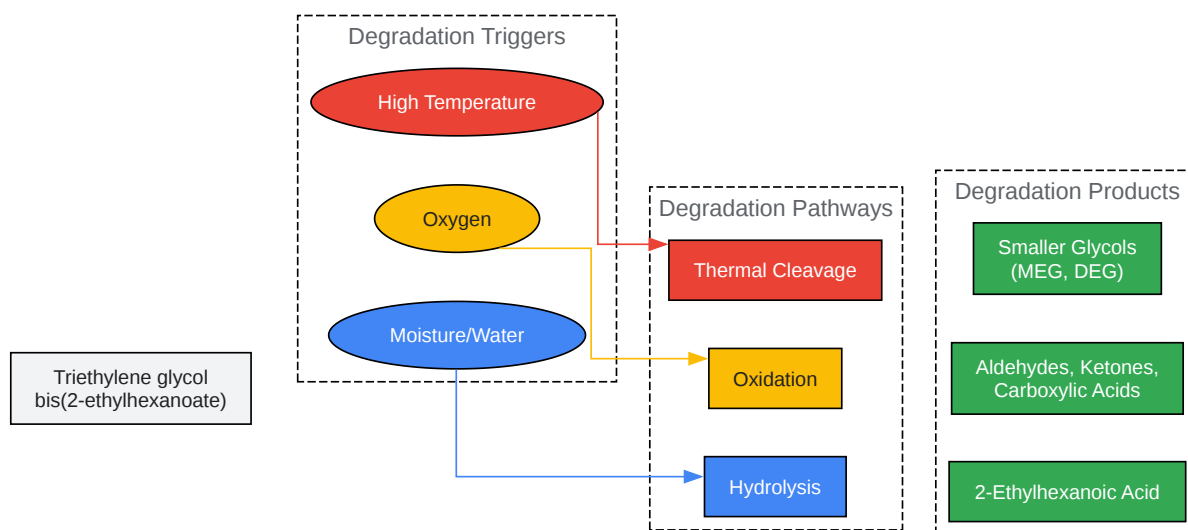 Degradation Triggers
High Temperature
Oxygen
Moisture/Water
Triethylene glycol
bis(2-ethylhexanoate)
Degradation Pathways
Thermal Cleavage
Oxidation
Hydrolysis
Degradation Products
Smaller Glycols
(MEG, DEG)
Aldehydes, Ketones,
Carboxylic Acids
2-Ethylhexanoic Acid